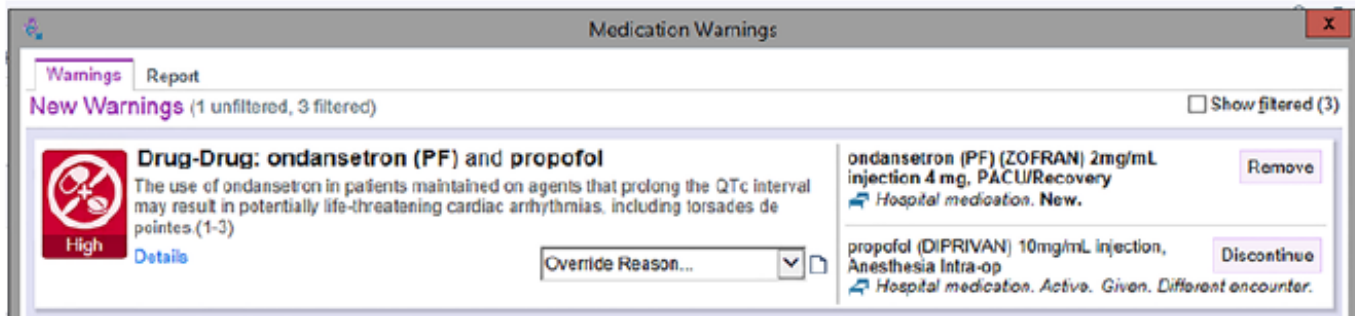 Medication Warnings
X
Warnings Report
New Warnings (1 unfiltered, 3 filtered)
Show filtered (3)
Drug-Drug: ondansetron (PF) and propofol
The use of ondansetron in patients maintained on agents that prolong the QTc interval
may result in potentially life-threatening cardiac arrhythmias, including torsades de
pointes.(1-3)
High
Details
Override Reason...
ondansetron (PF) (ZOFRAN) 2mg/mL
injection 4 mg, PACU/Recovery
Hospital medication. New.
Remove
propofol (DIPRIVAN) 10mg/mL injection,
Anesthesia Intra-op
Hospital medication. Active. Given. Different encounter.
Discontinue